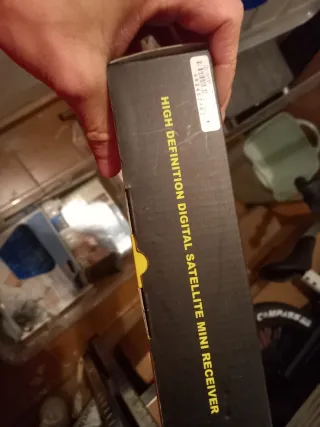 HIGH DEFINITION DIGITAL SATELLITE MINI RECEIVER